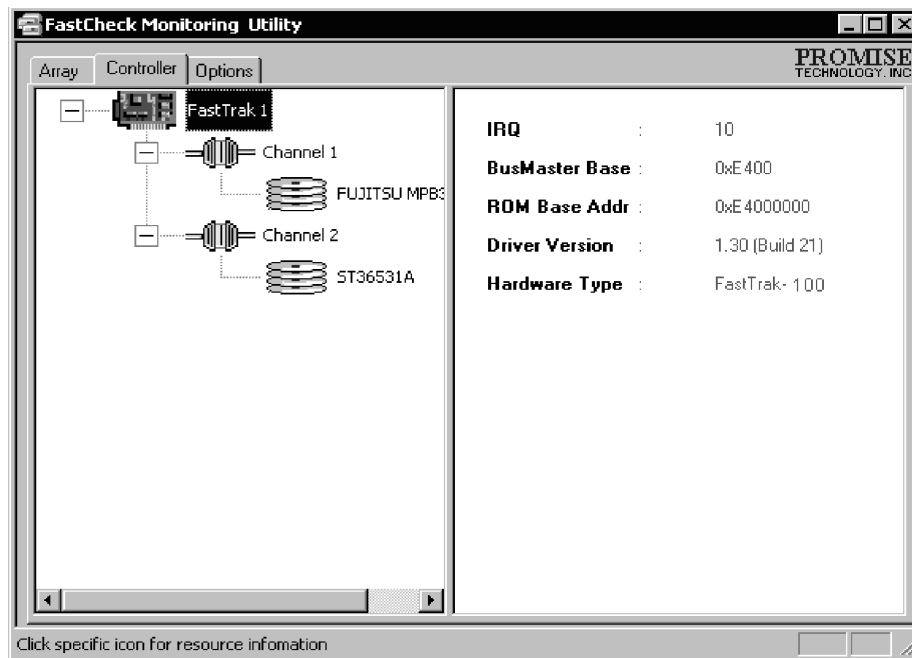 FastCheck Monitoring Utility
PROMISE
TECHNOLOGY, INC
Array Controller Options
FastTrak 1
Channel 1
FUJITSU MPB3
Channel 2
ST36531A
IRQ : 10
BusMaster Base : 0xE400
ROM Base Addr : 0xE4000000
Driver Version : 1.30 (Build 21)
Hardware Type : FastTrak- 100
Click specific icon for resource infomation